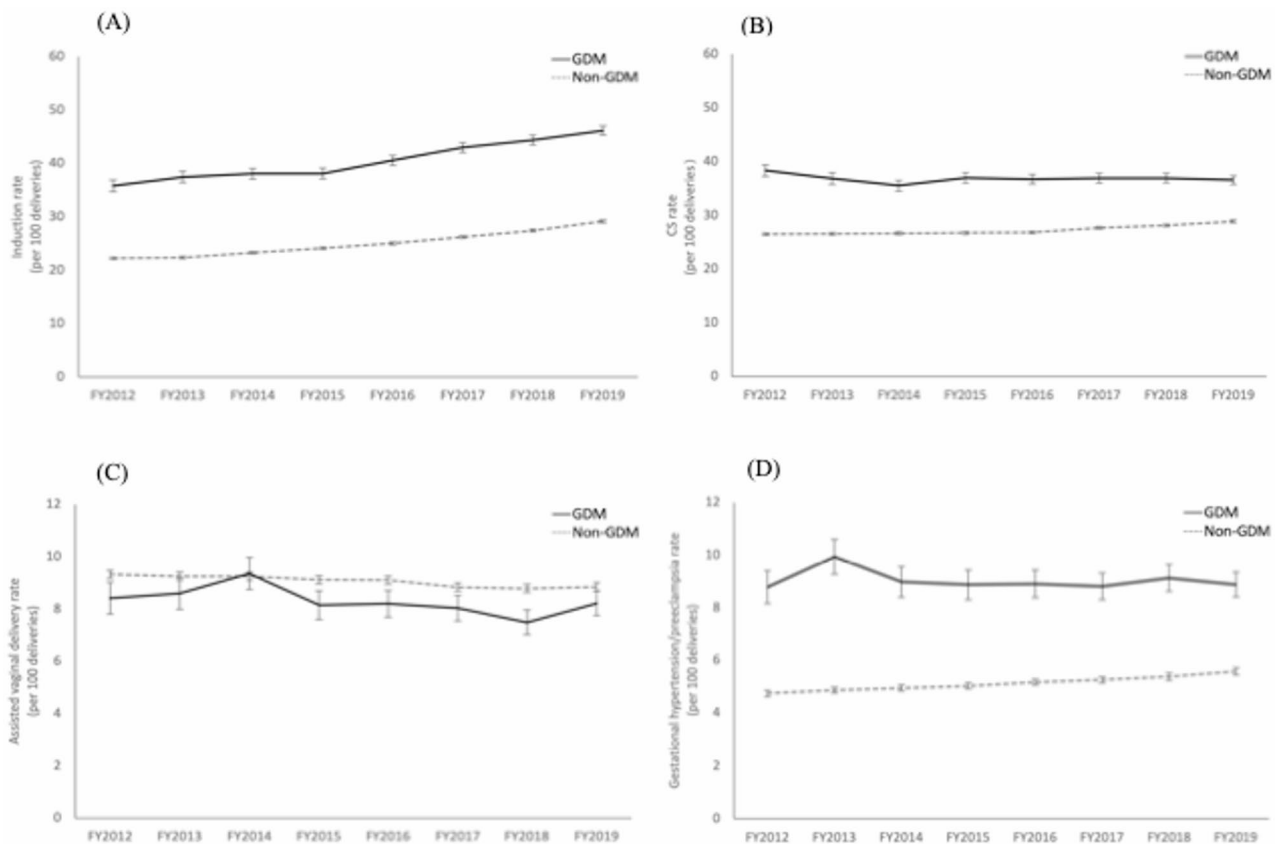 (A)
Induction rate
(per 100 deliveries)
60
50
40
30
20
10
0
GDM
Non-GDM
FY2012 FY2013 FY2014 FY2015 FY2016 FY2017 FY2018 FY2019
(B)
CS rate
(per 100 deliveries)
60
50
40
30
20
10
0
GDM
Non-GDM
FY2012 FY2013 FY2014 FY2015 FY2016 FY2017 FY2018 FY2019
(C)
Assisted vaginal delivery rate
(per 100 deliveries)
12
10
8
6
4
2
0
GDM
Non-GDM
FY2012 FY2013 FY2014 FY2015 FY2016 FY2017 FY2018 FY2019
(D)
Gestational hypertension/preeclampsia rate
(per 100 deliveries)
12
10
8
6
4
2
0
GDM
Non-GDM
FY2012 FY2013 FY2014 FY2015 FY2016 FY2017 FY2018 FY2019